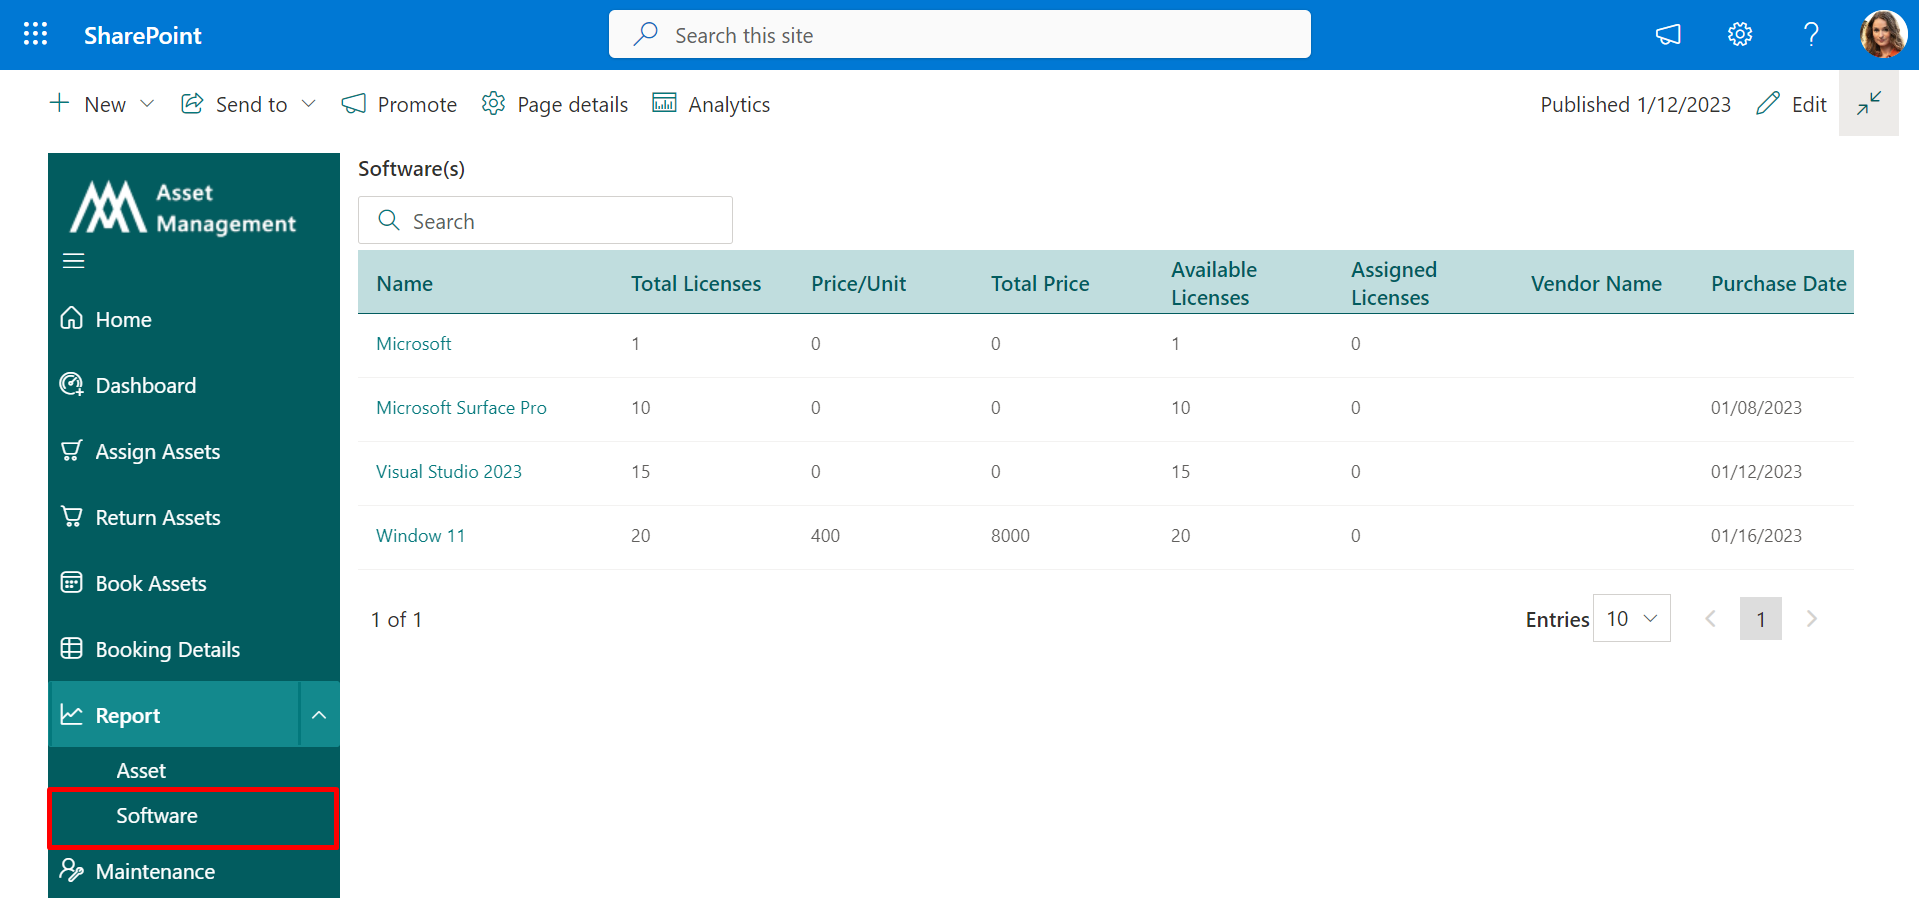 SharePoint
Search this site
New
Send to
Promote
Page details
Analytics
Published 1/12/2023
Edit
Asset
Management
Home
Dashboard
Assign Assets
Return Assets
Book Assets
Booking Details
Report
Asset
Software
Maintenance
Software(s)
Search
Name Total Licenses Price/Unit Total Price Available Licenses Assigned Licenses Vendor Name Purchase Date
Microsoft 1 0 0 1 0
Microsoft Surface Pro 10 0 0 10 0 01/08/2023
Visual Studio 2023 15 0 0 15 0 01/12/2023
Window 11 20 400 8000 20 0 01/16/2023
1 of 1
Entries 10 1